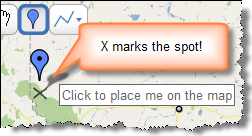 X marks the spot!
Click to place me on the map